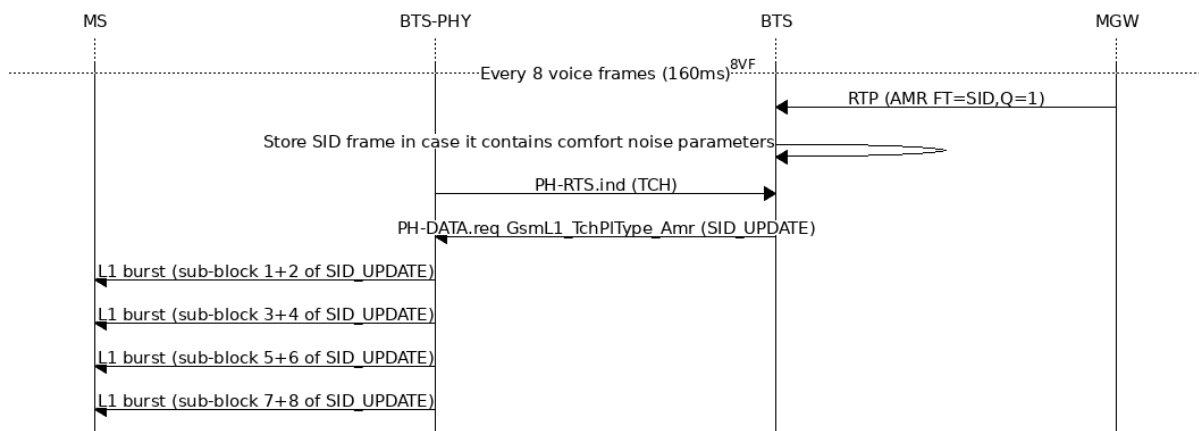 MS BTS-PHY BTS MGW
Every 8 voice frames (160ms) 8VF
RTP (AMR FT=SID,Q=1)
Store SID frame in case it contains comfort noise parameters
PH-RTS.ind (TCH)
PH-DATA.req GsmL1_TchPlType_Amr (SID_UPDATE)
L1 burst (sub-block 1+2 of SID_UPDATE)
L1 burst (sub-block 3+4 of SID_UPDATE)
L1 burst (sub-block 5+6 of SID_UPDATE)
L1 burst (sub-block 7+8 of SID_UPDATE)